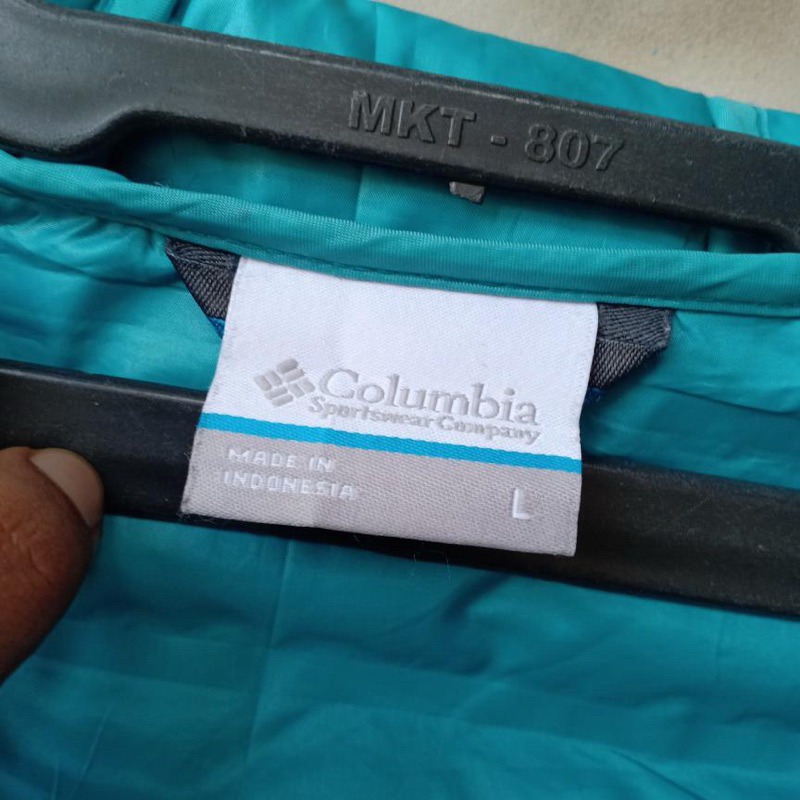 MKT - 807
Columbia
Sportswear Company
MADE IN
INDONESIA
L